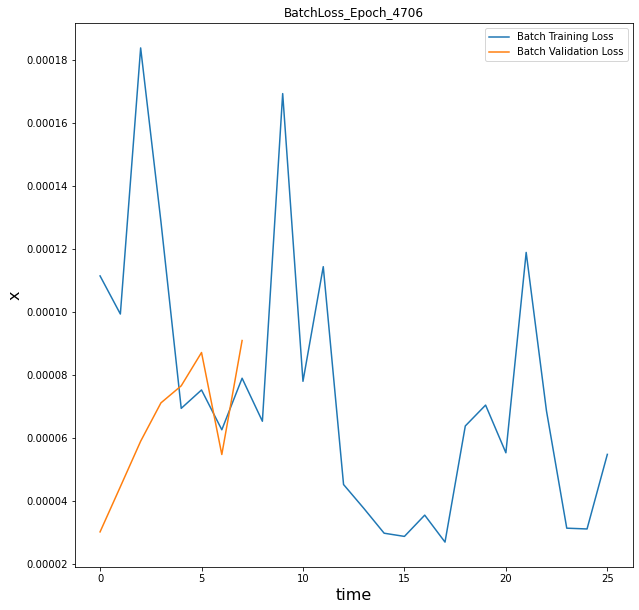 BatchLoss_Epoch_4706
Batch Training Loss
Batch Validation Loss
0.00018
0.00016
0.00014
0.00012
0.00010
0.00008
0.00006
0.00004
0.00002
x
0 5 10 15 20 25
time